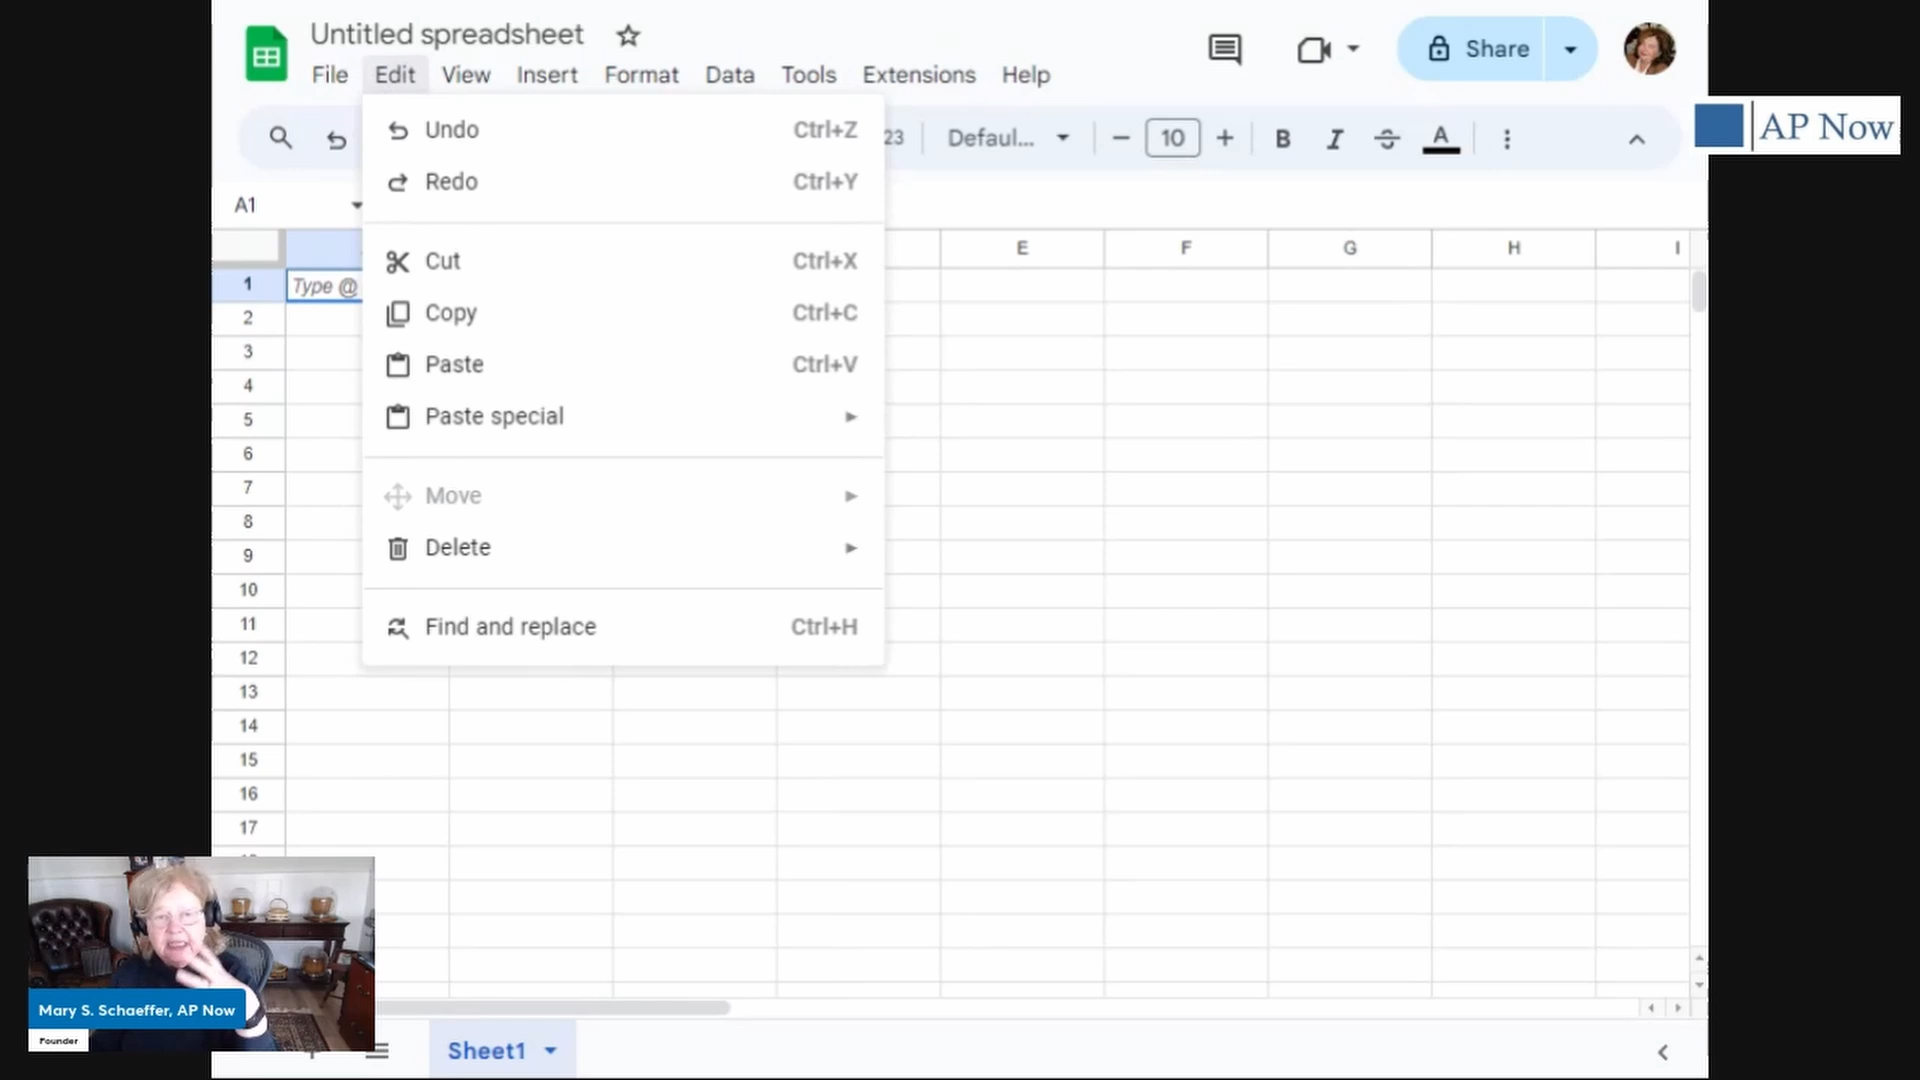 Untitled spreadsheet
File Edit View Insert Format Data Tools Extensions Help
Share
AP Now
Undo Ctrl+Z
Redo Ctrl+Y
Cut Ctrl+X
Copy Ctrl+C
Paste Ctrl+V
Paste special
Move
Delete
Find and replace Ctrl+H
23 Defaul... 10 B I S A
A1
E F G H I
1 Type @
2
3
4
5
6
7
8
9
10
11
12
13
14
15
16
17
Mary S. Schaeffer, AP Now
Founder
Sheet1